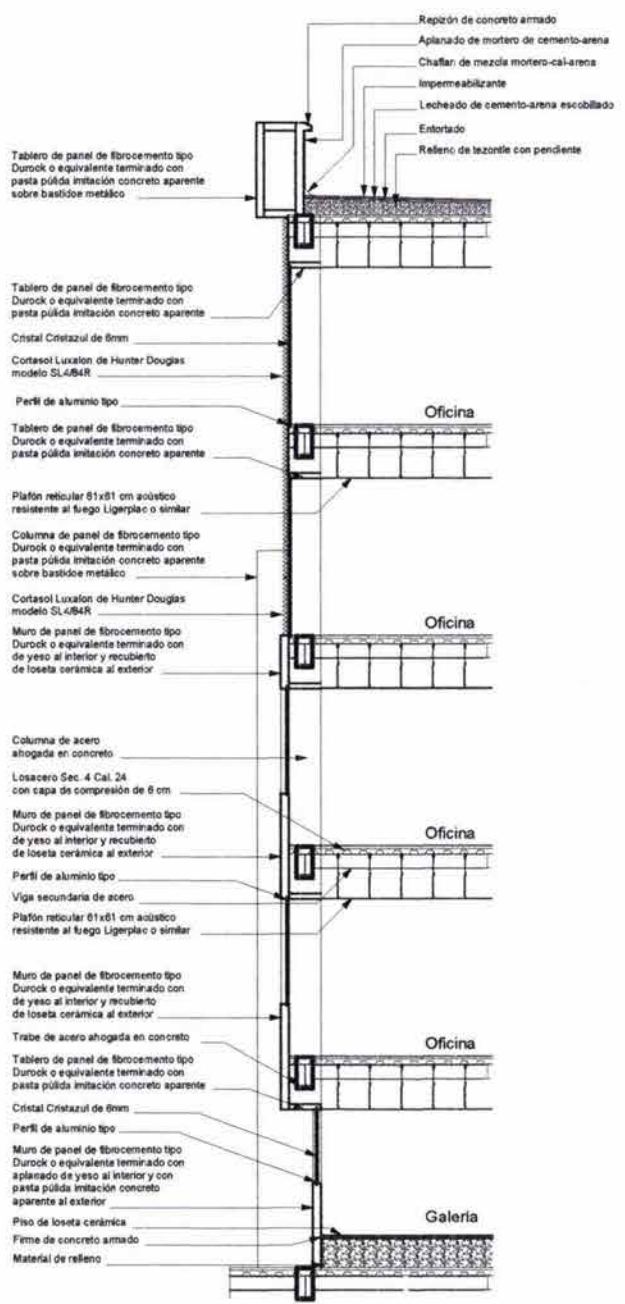 Repizón de concreto armado
Aplanado de mortero de cemento-arena
Chaflan de mezcla mortero-cal-arena
Impermeabilizante
Lecheado de cemento-arena escobillado
Entortado
Relleno de tezontle con pendiente
Tablero de panel de fibrocemento tipo
Durock o equivalente terminado con
pasta púlida imitación concreto aparente
sobre bastidoe metálico
Tablero de panel de fibrocemento tipo
Durock o equivalente terminado con
pasta púlida imitación concreto aparente
Cristal Cristazul de 6mm
Cortasol Luxalon de Hunter Douglas
modelo SL4/84R
Perfil de aluminio tipo
Oficina
Tablero de panel de fibrocemento tipo
Durock o equivalente terminado con
pasta púlida imitación concreto aparente
Plafón reticular 61x61 cm acústico
resistente al fuego Ligerplac o similar
Columna de panel de fibrocemento tipo
Durock o equivalente terminado con
pasta púlida imitación concreto aparente
sobre bastidoe metálico
Cortasol Luxalon de Hunter Douglas
modelo SL4/84R
Oficina
Muro de panel de fibrocemento tipo
Durock o equivalente terminado con
de yeso al interior y recubierto
de loseta cerámica al exterior
Columna de acero
ahogada en concreto
Losacero Sec. 4 Cal. 24
con capa de compresión de 6 cm
Muro de panel de fibrocemento tipo
Durock o equivalente terminado con
de yeso al interior y recubierto
de loseta cerámica al exterior
Oficina
Perfil de aluminio tipo
Viga secundaria de acero
Plafón reticular 61x61 cm acústico
resistente al fuego Ligerplac o similar
Muro de panel de fibrocemento tipo
Durock o equivalente terminado con
de yeso al interior y recubierto
de loseta cerámica al exterior
Trabe de acero ahogada en concreto
Oficina
Tablero de panel de fibrocemento tipo
Durock o equivalente terminado con
pasta púlida imitación concreto aparente
Cristal Cristazul de 6mm
Perfil de aluminio tipo
Muro de panel de fibrocemento tipo
Durock o equivalente terminado con
aplanado de yeso al interior y con
pasta púlida imitación concreto
aparente al exterior
Piso de loseta cerámica
Galería
Firme de concreto armado
Material de relleno